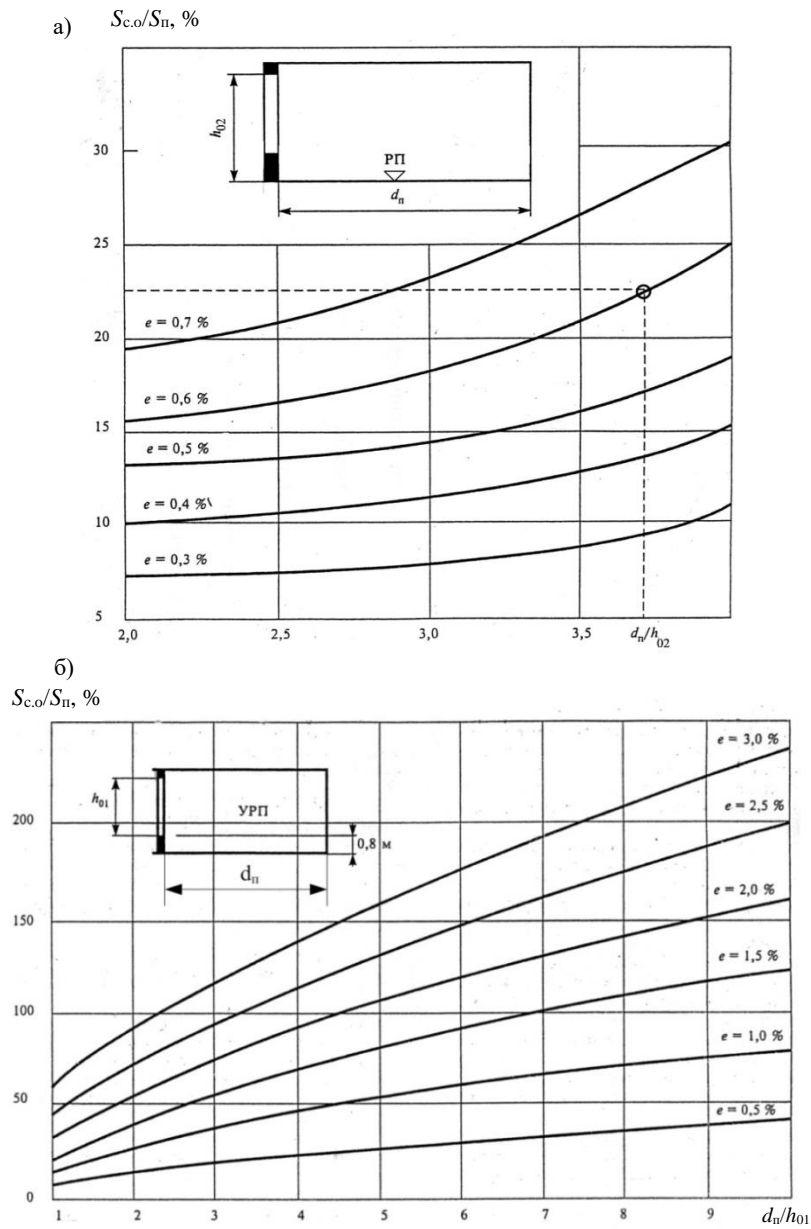 а)
Sс.о/Sп, %
h02
РП
dп
30
25
20
15
10
5
e = 0,7 %
e = 0,6 %
e = 0,5 %
e = 0,4 %
e = 0,3 %
2,0 2,5 3,0 3,5 dп/h02
б)
Sс.о/Sп, %
h01
УРП
0,8 м
dп
e = 3,0 %
e = 2,5 %
e = 2,0 %
e = 1,5 %
e = 1,0 %
e = 0,5 %
200
150
100
50
0
1 2 3 4 5 6 7 8 9 dп/h01